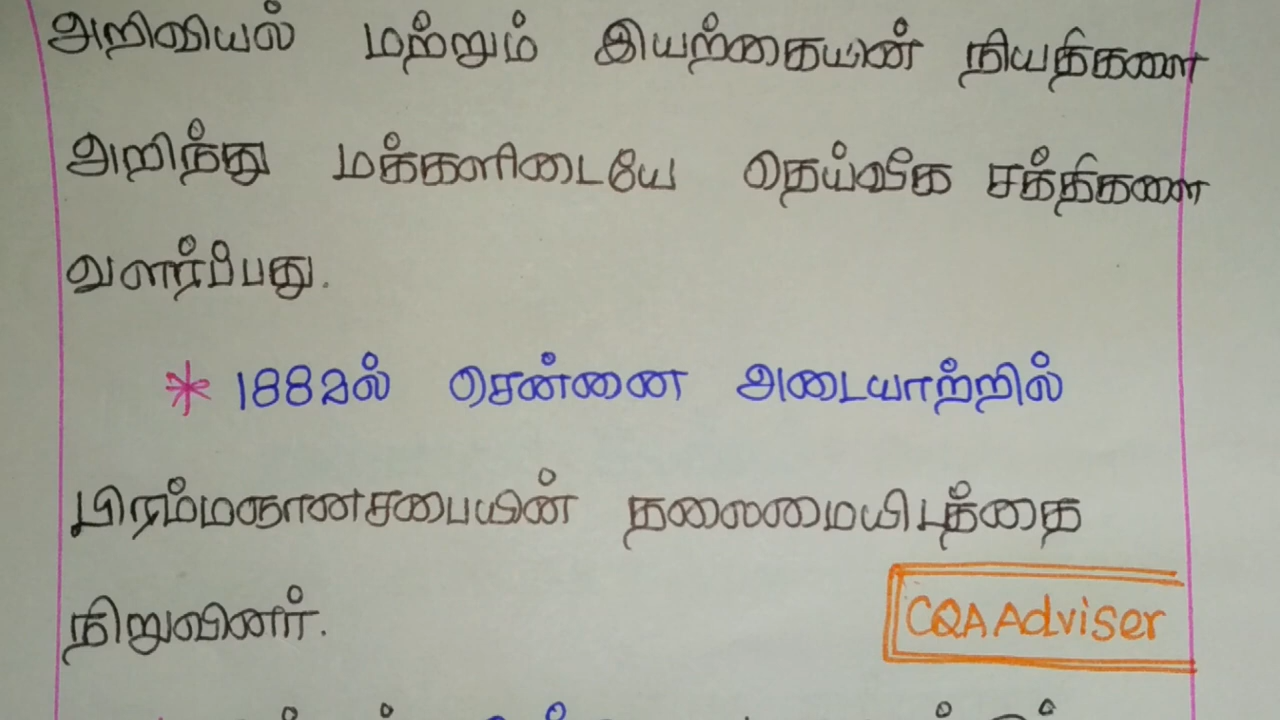 அறிவியல் மற்றும் இயற்கையின் நியதிகளை
அறிந்து மக்களிடையே தெய்வீக சக்திகளை
வளர்ப்பது.
* 1882ல் சென்னை அடையாற்றில்
பிரம்மஞானசபையின் தலைமையிடத்தை
நிறுவினர்.
CQA Adviser